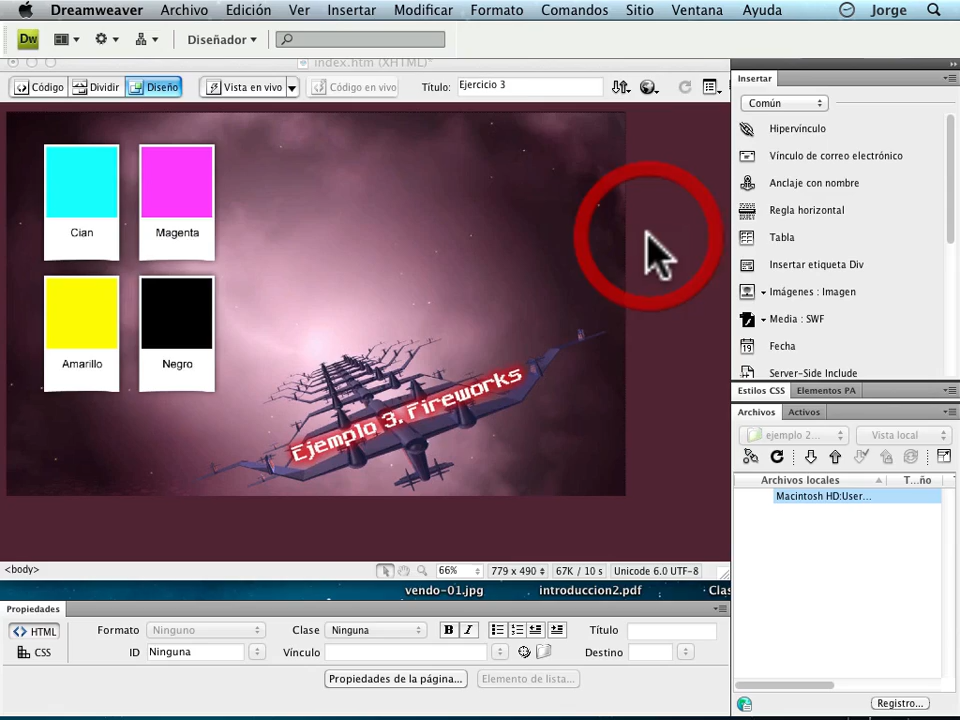 Dreamweaver Archivo Edición Ver Insertar Modificar Formato Comandos Sitio Ventana Ayuda Jorge
Dw Diseñador
index.htm (XHTML)*
Código Dividir Diseño Vista en vivo Código en vivo Título: Ejercicio 3
Insertar
Común
Hipervínculo
Vínculo de correo electrónico
Anclaje con nombre
Regla horizontal
Tabla
Insertar etiqueta Div
Imágenes : Imagen
Media : SWF
19 Fecha
Server-Side Include
Cian Magenta
Amarillo Negro
Ejemplo 3. Fireworks
Estilos CSS Elementos PA
Archivos Activos
ejemplo 2... Vista local
Archivos locales T...ño
Macintosh HD:User...
<body> 66% 779 x 490 67K / 10 s Unicode 6.0 UTF-8
vendo-01.jpg introduccion2.pdf Clas
Propiedades
HTML Formato Ninguno Clase Ninguna B I Título
CSS ID Ninguna Vínculo Destino
Propiedades de la página... Elemento de lista...
Registro...